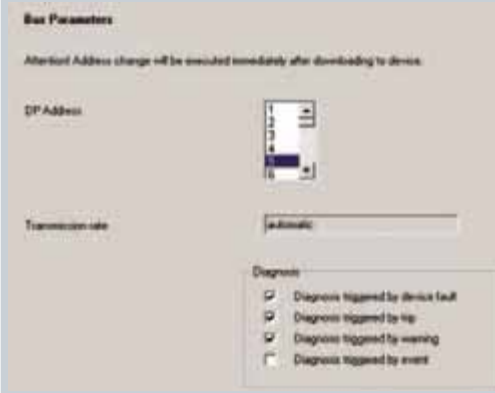 Bus Parameters
Attention! Address change will be executed immediately after downloading to device.
DP Address
1
2
3
4
5
6
Transmission rate
automatic
Diagnosis
Diagnosis triggered by device fault
Diagnosis triggered by trip
Diagnosis triggered by warning
Diagnosis triggered by event